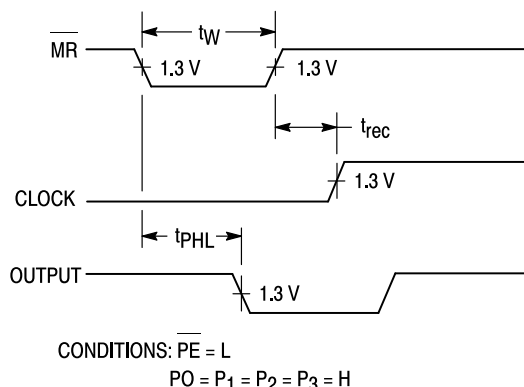 tW
MR
1.3 V
1.3 V
trec
1.3 V
CLOCK
tPHL
OUTPUT
1.3 V
CONDITIONS: PE = L
PO = P1 = P2 = P3 = H